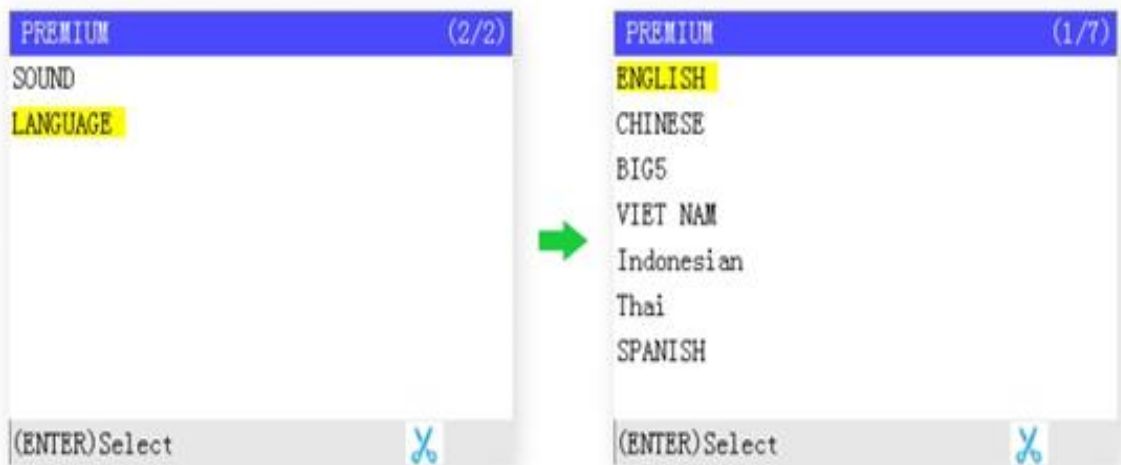 PREMIUM (2/2)
SOUND
LANGUAGE
(ENTER)Select
PREMIUM (1/7)
ENGLISH
CHINESE
BIG5
VIET NAM
Indonesian
Thai
SPANISH
(ENTER)Select